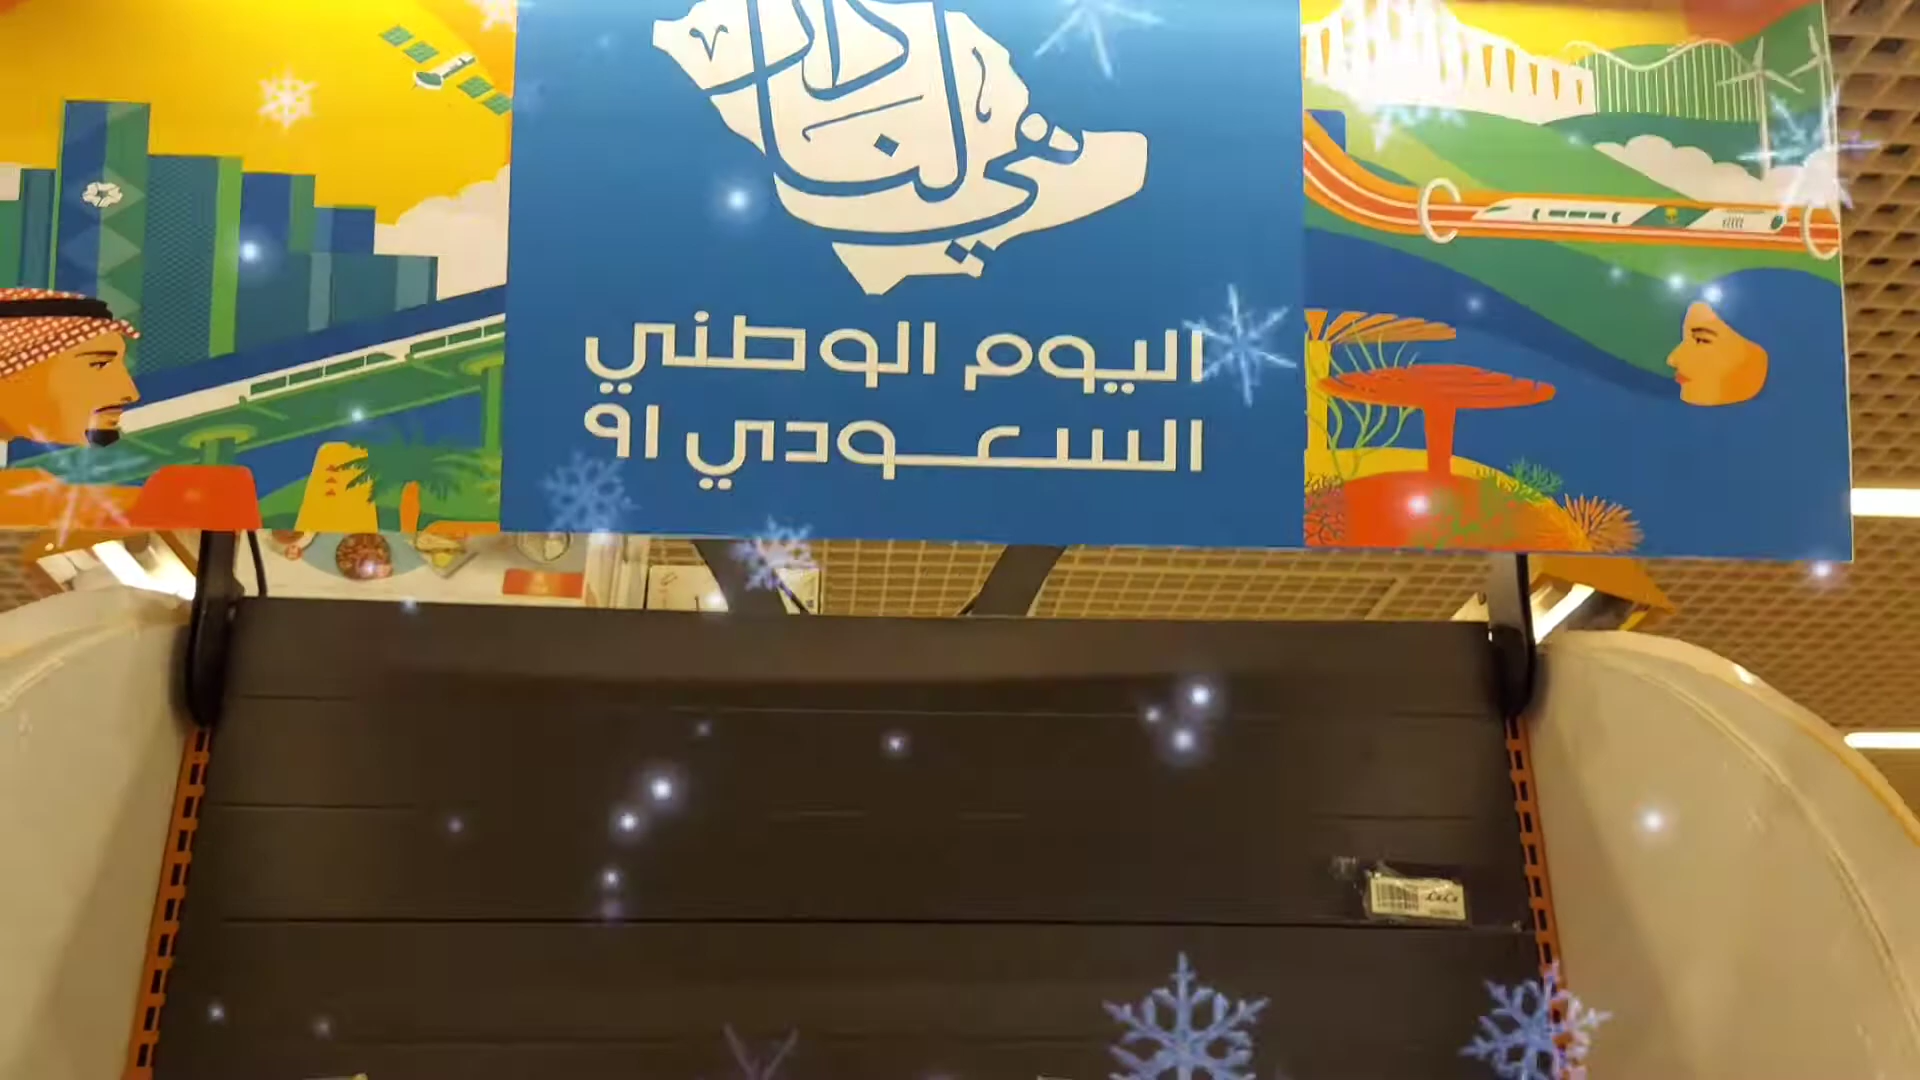 هي لنا دار
اليوم الوطني
السعودي ٩١